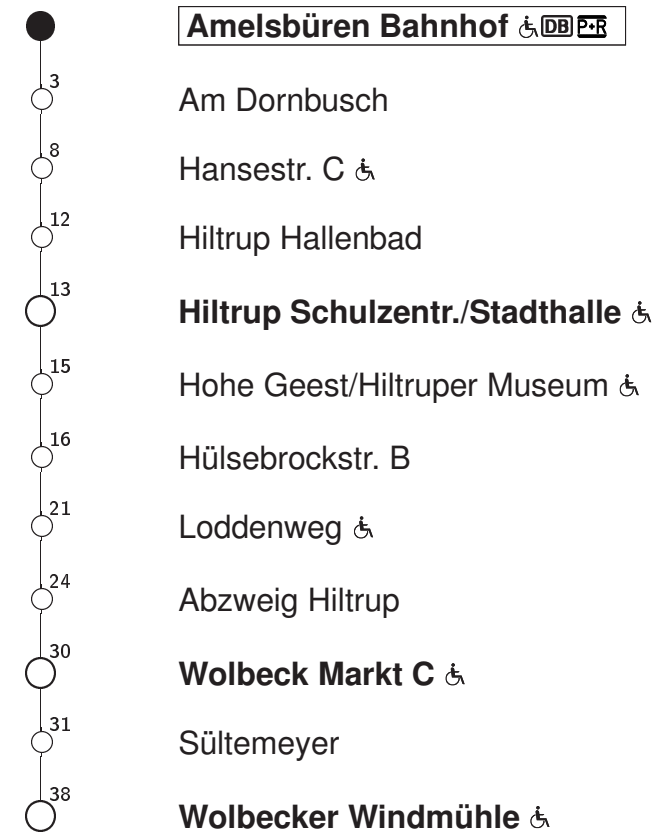 Amelsbüren Bahnhof DB P+R
3
Am Dornbusch
8
Hansestr. C
12
Hiltrup Hallenbad
13
Hiltrup Schulzentr./Stadthalle
15
Hohe Geest/Hiltruper Museum
16
Hülsebrockstr. B
21
Loddenweg
24
Abzweig Hiltrup
30
Wolbeck Markt C
31
Sültemeyer
38
Wolbecker Windmühle